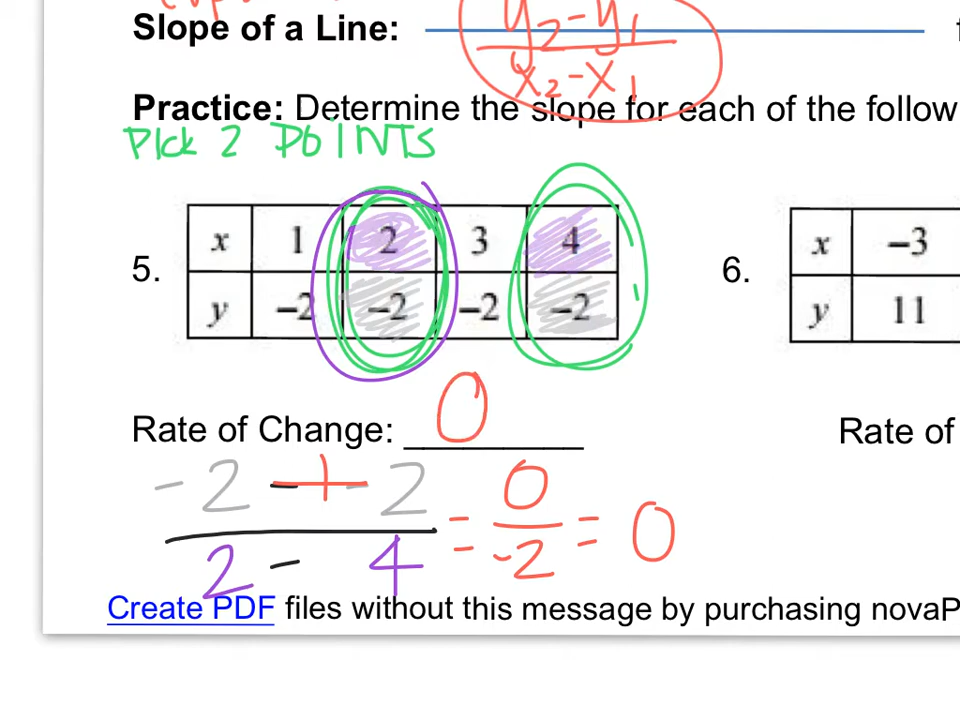 Slope of a Line: y2-y1
x2-x1
Practice: Determine the slope for each of the follow
Pick 2 POINTS
5. x 1 2 3 4
y −2 −2 −2 −2
6. x −3
y 11
Rate of Change: 0
Rate of
-2 + -2 = 0 = 0
2 - 4 -2
Create PDF files without this message by purchasing novaP